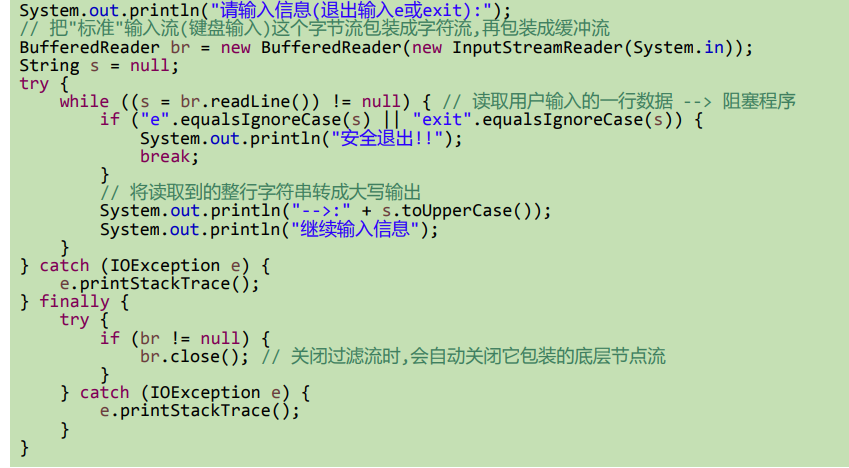 System.out.println("请输入信息(退出输入e或exit):");
// 把"标准"输入流(键盘输入)这个字节流包装成字符流,再包装成缓冲流
BufferedReader br = new BufferedReader(new InputStreamReader(System.in));
String s = null;
try {
    while ((s = br.readLine()) != null) { // 读取用户输入的一行数据 --> 阻塞程序
        if ("e".equalsIgnoreCase(s) || "exit".equalsIgnoreCase(s)) {
            System.out.println("安全退出!!");
            break;
        }
        // 将读取到的整行字符串转成大写输出
        System.out.println("-->:" + s.toUpperCase());
        System.out.println("继续输入信息");
    }
} catch (IOException e) {
    e.printStackTrace();
} finally {
    try {
        if (br != null) {
            br.close(); // 关闭过滤流时,会自动关闭它包装的底层节点流
        }
    } catch (IOException e) {
        e.printStackTrace();
    }
}